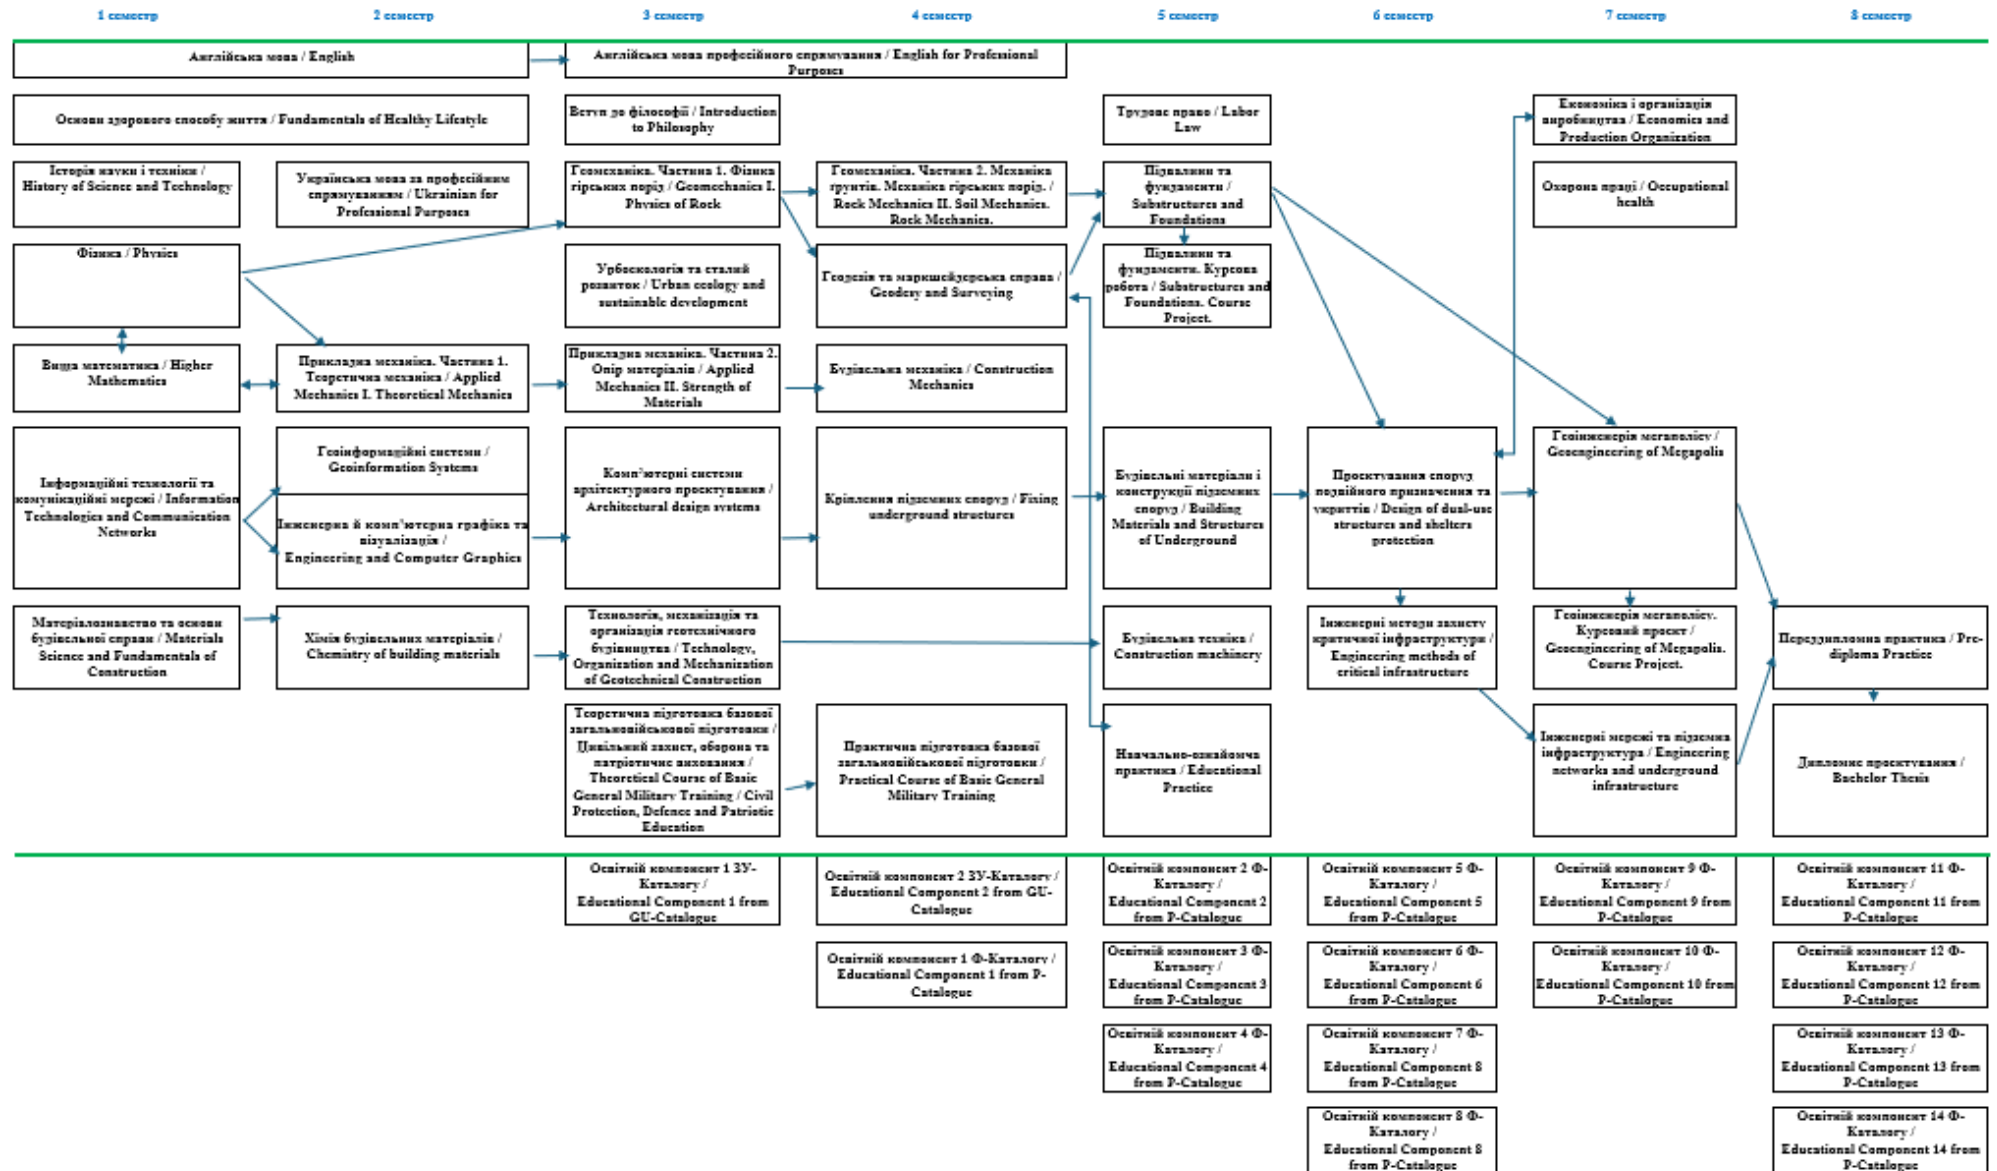 1 семестр
2 семестр
3 семестр
4 семестр
5 семестр
6 семестр
7 семестр
8 семестр
Англійська мова / English
Англійська мова професійного спрямування / English for Professional
Purposes
Основи здорового способу життя / Fundamentals of Healthy Lifestyle
Вступ до філософії / Introduction
to Philosophy
Трудове право / Labor
Law
Економіка і організація
виробництва / Economics and
Production Organization
Історія науки і техніки /
History of Science and Technology
Українська мова за професійним
спрямуванням / Ukrainian for
Professional Purposes
Геомеханіка. Частина 1. Фізика
гірських порід / Geomechanics I.
Physics of Rock
Геомеханіка. Частина 2. Механіка
ґрунтів. Механіка гірських порід. /
Rock Mechanics II. Soil Mechanics.
Rock Mechanics.
Підвалини та
фундаменти /
Substructures and
Foundations
Охорона праці / Occupational
health
Фізика / Physics
Урбоекологія та сталий
розвиток / Urban ecology and
sustainable development
Геодезія та маркшейдерська справа /
Geodesy and Surveying
Підвалини та
фундаменти. Курсова
робота / Substructures and
Foundations. Course
Project.
Вища математика / Higher
Mathematics
Прикладна механіка. Частина 1.
Теоретична механіка / Applied
Mechanics I. Theoretical Mechanics
Прикладна механіка. Частина 2.
Опір матеріалів / Applied
Mechanics II. Strength of
Materials
Будівельна механіка / Construction
Mechanics
Інформаційні технології та
комунікаційні мережі / Information
Technologies and Communication
Networks
Геоінформаційні системи /
Geoinformation Systems
Інженерна й комп'ютерна графіка та
візуалізація /
Engineering and Computer Graphics
Комп'ютерні системи
архітектурного проєктування /
Architectural design systems
Кріплення підземних споруд / Fixing
underground structures
Будівельні матеріали і
конструкції підземних
споруд / Building
Materials and Structures
of Underground
Проєктування споруд
подвійного призначення та
укриттів / Design of dual-use
structures and shelters
protection
Геоінженерія мегаполісу /
Geoengineering of Megapolis
Матеріалознавство та основи
будівельної справи / Materials
Science and Fundamentals of
Construction
Хімія будівельних матеріалів /
Chemistry of building materials
Технологія, механізація та
організація геотехнічного
будівництва / Technology,
Organization and Mechanization
of Geotechnical Construction
Будівельна техніка /
Construction machinery
Інженерні методи захисту
критичної інфраструктури /
Engineering methods of
critical infrastructure
Геоінженерія мегаполісу.
Курсовий проєкт /
Geoengineering of Megapolis.
Course Project.
Переддипломна практика / Pre-
diploma Practice
Теоретична підготовка базової
загальновійськової підготовки /
Цивільний захист, оборона та
патріотичне виховання /
Theoretical Course of Basic
General Military Training / Civil
Protection, Defence and Patriotic
Education
Практична підготовка базової
загальновійськової підготовки /
Practical Course of Basic General
Military Training
Навчально-ознайомча
практика / Educational
Practice
Інженерні мережі та підземна
інфраструктура / Engineering
networks and underground
infrastructure
Дипломне проєктування /
Bachelor Thesis
Освітній компонент 1 ЗУ-
Каталогу /
Educational Component 1 from
GU-Catalogue
Освітній компонент 2 ЗУ-Каталогу /
Educational Component 2 from GU-
Catalogue
Освітній компонент 2 Ф-
Каталогу /
Educational Component 2
from P-Catalogue
Освітній компонент 5 Ф-
Каталогу /
Educational Component 5
from P-Catalogue
Освітній компонент 9 Ф-
Каталогу /
Educational Component 9 from
P-Catalogue
Освітній компонент 11 Ф-
Каталогу /
Educational Component 11 from
P-Catalogue
Освітній компонент 1 Ф-Каталогу /
Educational Component 1 from P-
Catalogue
Освітній компонент 3 Ф-
Каталогу /
Educational Component 3
from P-Catalogue
Освітній компонент 6 Ф-
Каталогу /
Educational Component 6
from P-Catalogue
Освітній компонент 10 Ф-
Каталогу /
Educational Component 10 from
P-Catalogue
Освітній компонент 12 Ф-
Каталогу /
Educational Component 12 from
P-Catalogue
Освітній компонент 4 Ф-
Каталогу /
Educational Component 4
from P-Catalogue
Освітній компонент 7 Ф-
Каталогу /
Educational Component 8
from P-Catalogue
Освітній компонент 13 Ф-
Каталогу /
Educational Component 13 from
P-Catalogue
Освітній компонент 8 Ф-
Каталогу /
Educational Component 8
from P-Catalogue
Освітній компонент 14 Ф-
Каталогу /
Educational Component 14 from
P-Catalogue